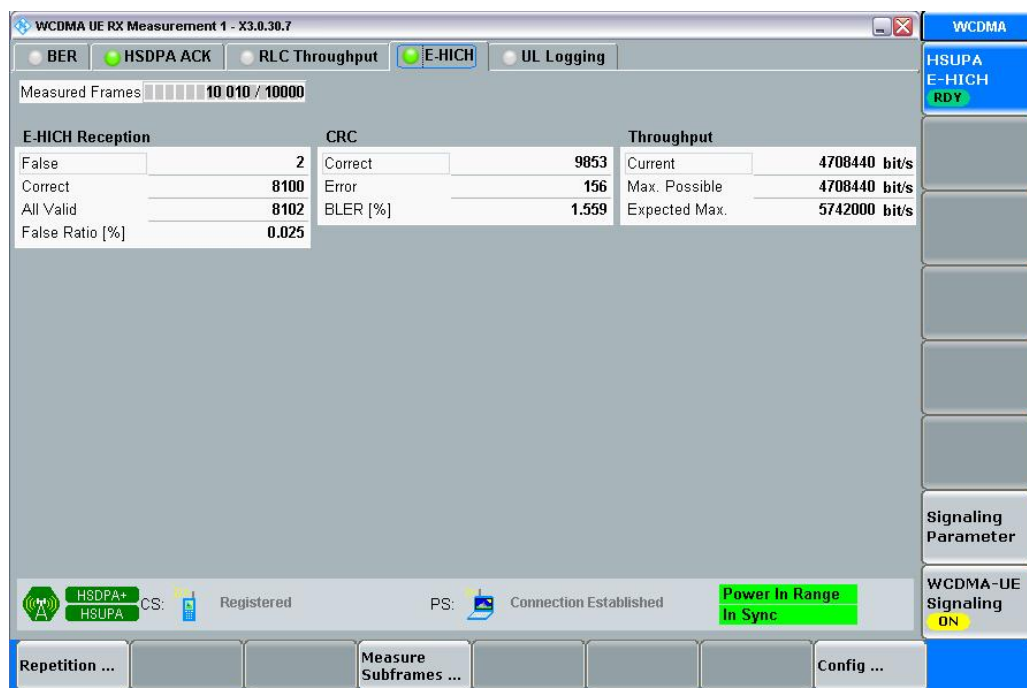 WCDMA UE RX Measurement 1 - X3.0.30.7
WCDMA
BER HSDPA ACK RLC Throughput E-HICH UL Logging
HSUPA
E-HICH
RDY
Measured Frames 10 010 / 10000
E-HICH Reception CRC Throughput
False 2 Correct 9853 Current 4708440 bit/s
Correct 8100 Error 156 Max. Possible 4708440 bit/s
All Valid 8102 BLER [%] 1.559 Expected Max. 5742000 bit/s
False Ratio [%] 0.025
Signaling
Parameter
HSDPA+
HSUPA
CS: Registered PS: Connection Established
Power In Range
In Sync
WCDMA-UE
Signaling
ON
Repetition ...
Measure
Subframes ...
Config ...